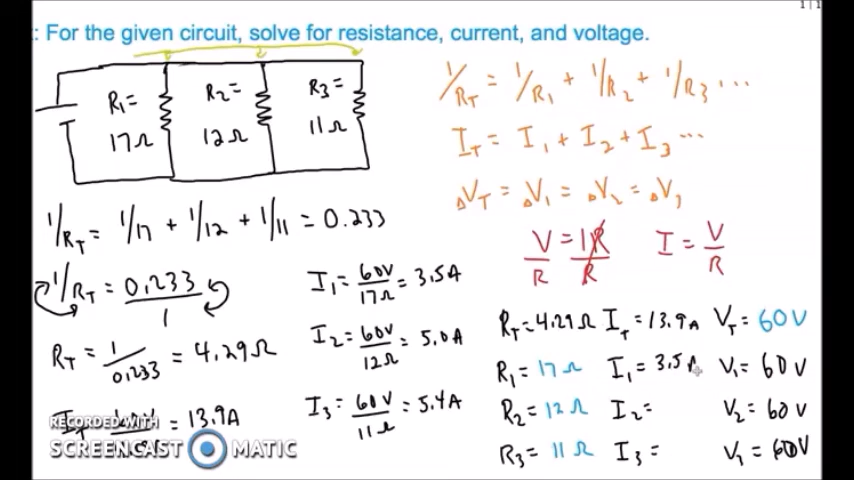 : For the given circuit, solve for resistance, current, and voltage.
R1= 17Ω
R2= 12Ω
R3= 11Ω
1/RT = 1/R1 + 1/R2 + 1/R3 ...
IT = I1 + I2 + I3 ...
ΔVT = ΔV1 = ΔV2 = ΔV3
V/R = IR/R I = V/R
1/RT = 1/17 + 1/12 + 1/11 = 0.233
1/RT = 0.233/1
RT = 1/0.233 = 4.29Ω
= 13.9A
I1 = 60V/17Ω = 3.5A
I2 = 60V/12Ω = 5.0A
I3 = 60V/11Ω = 5.4A
RT = 4.29Ω IT = 13.9A VT = 60V
R1 = 17Ω I1 = 3.5A V1 = 60V
R2 = 12Ω I2 = V2 = 60V
R3 = 11Ω I3 = V3 = 60V
RECORDED WITH
SCREENCAST MATIC